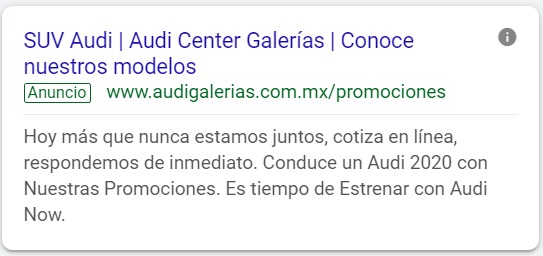 SUV Audi | Audi Center Galerías | Conoce
nuestros modelos
Anuncio www.audigalerias.com.mx/promociones
Hoy más que nunca estamos juntos, cotiza en línea,
respondemos de inmediato. Conduce un Audi 2020 con
Nuestras Promociones. Es tiempo de Estrenar con Audi
Now.